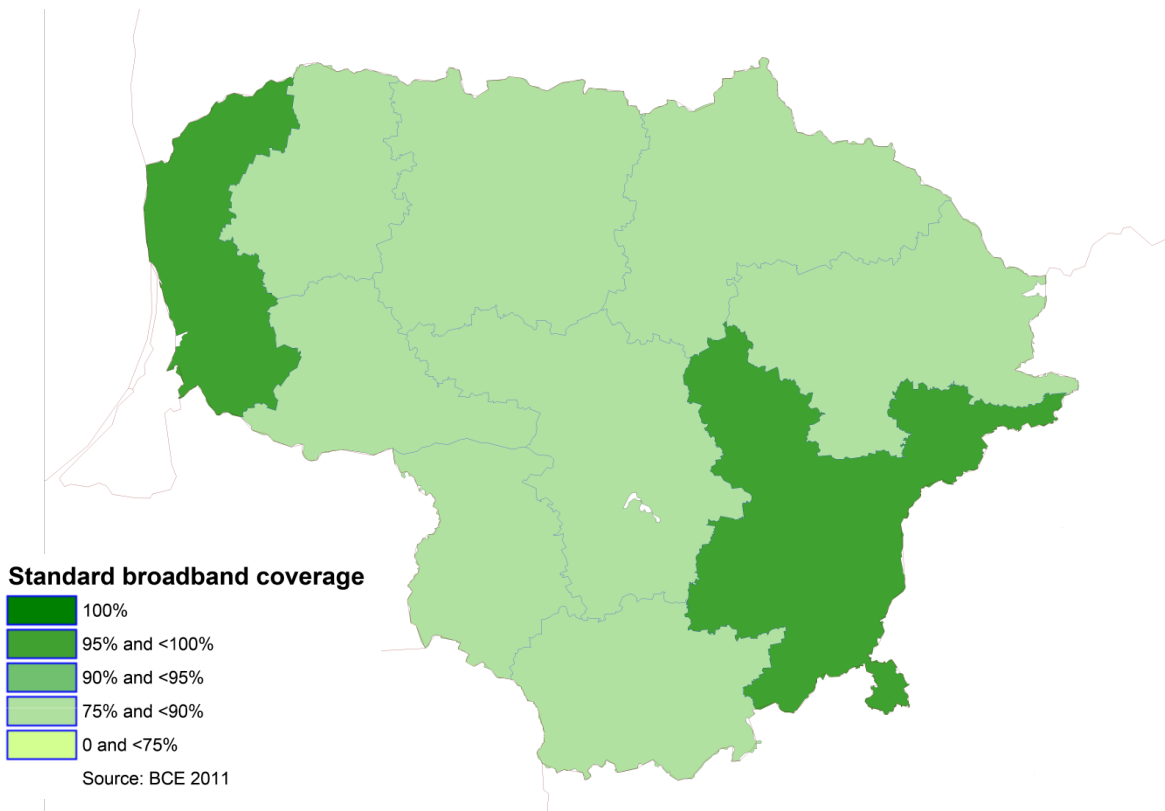 Standard broadband coverage
100%
95% and <100%
90% and <95%
75% and <90%
0 and <75%
Source: BCE 2011